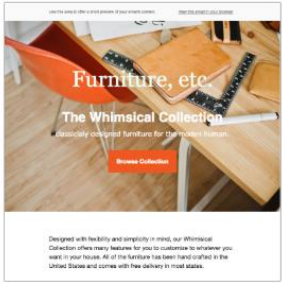 Use this area to offer a short preview of your email's content. View this email in your browser
Furniture, etc.
The Whimsical Collection
classicialy designed furniture for the modern human.
Browse Collection
Designed with flexibility and simplicity in mind, our Whimisical
Collection offers many features for you to customize to whatever you
want in your house. All of the furniture has been hand crafted in the
United States and comes with free delivery in most states.